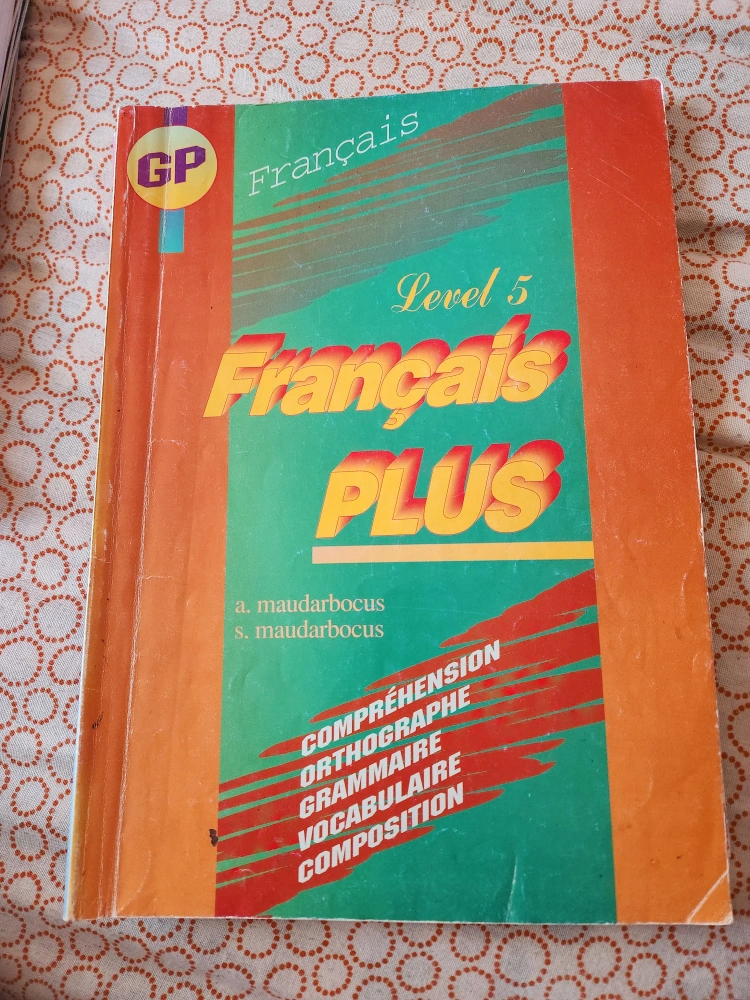 GP
Français
Level 5
Français
PLUS
a. maudarbocus
s. maudarbocus
COMPRÉHENSION
ORTHOGRAPHE
GRAMMAIRE
VOCABULAIRE
COMPOSITION